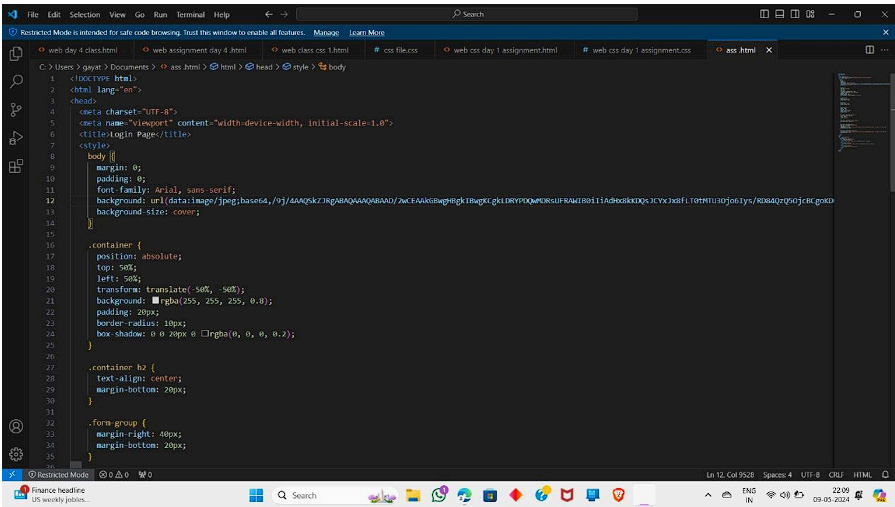 File Edit Selection View Go Run Terminal Help
Search
Restricted Mode is intended for safe code browsing. Trust this window to enable all features. Manage Learn More
web day 4 class.html web assignment day 4 .html web class css 1.html css file.css web css day 1 assignment.html web css day 1 assignment.css ass .html
C: > Users > gayat > Documents > ass .html > html > head > style > body
1 <!DOCTYPE html>
2 <html lang="en">
3 <head>
4 <meta charset="UTF-8">
5 <meta name="viewport" content="width=device-width, initial-scale=1.0">
6 <title>Login Page</title>
7 <style>
8 body {
9 margin: 0;
10 padding: 0;
11 font-family: Arial, sans-serif;
12 background: url(data:image/jpeg;base64,
13 background-size: cover;
14 }
15
16 .container {
17 position: absolute;
18 top: 50%;
19 left: 50%;
20 transform: translate(-50%, -50%);
21 background: rgba(255, 255, 255, 0.8);
22 padding: 20px;
23 border-radius: 10px;
24 box-shadow: 0 0 20px 0 rgba(0, 0, 0, 0.2);
25 }
26
27 .container h2 {
28 text-align: center;
29 margin-bottom: 20px;
30 }
31
32 .form-group {
33 margin-right: 40px;
34 margin-bottom: 20px;
35 }
36
Restricted Mode 0 0 0 Ln 12, Col 9528 Spaces: 4 UTF-8 CRLF HTML
Finance headline
US weekly jobles...
Search
ENG
IN
22:09
09-05-2024